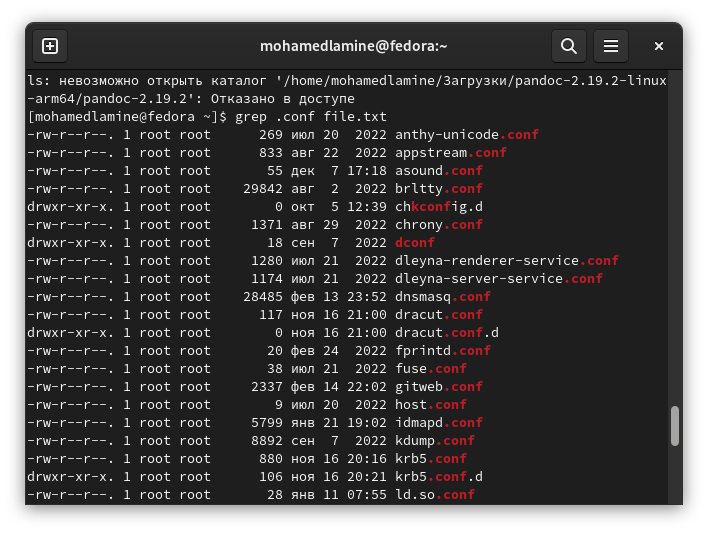 mohamedlamine@fedora:~
ls: невозможно открыть каталог '/home/mohamedlamine/Загрузки/pandoc-2.19.2-linux
-arm64/pandoc-2.19.2': Отказано в доступе
[mohamedlamine@fedora ~]$ grep .conf file.txt
-rw-r--r--. 1 root root      269 июл 20  2022 anthy-unicode.conf
-rw-r--r--. 1 root root      833 авг 22  2022 appstream.conf
-rw-r--r--. 1 root root       55 дек  7 17:18 asound.conf
-rw-r--r--. 1 root root    29842 авг  2  2022 brltty.conf
drwxr-xr-x. 1 root root        0 окт  5 12:39 chkconfig.d
-rw-r--r--. 1 root root     1371 авг 29  2022 chrony.conf
drwxr-xr-x. 1 root root       18 сен  7  2022 dconf
-rw-r--r--. 1 root root     1280 июл 21  2022 dleyna-renderer-service.conf
-rw-r--r--. 1 root root     1174 июл 21  2022 dleyna-server-service.conf
-rw-r--r--. 1 root root    28485 фев 13 23:52 dnsmasq.conf
-rw-r--r--. 1 root root      117 ноя 16 21:00 dracut.conf
drwxr-xr-x. 1 root root        0 ноя 16 21:00 dracut.conf.d
-rw-r--r--. 1 root root       20 фев 24  2022 fprintd.conf
-rw-r--r--. 1 root root       38 июл 21  2022 fuse.conf
-rw-r--r--. 1 root root     2337 фев 14 22:02 gitweb.conf
-rw-r--r--. 1 root root        9 июл 20  2022 host.conf
-rw-r--r--. 1 root root     5799 янв 21 19:02 idmapd.conf
-rw-r--r--. 1 root root     8892 сен  7  2022 kdump.conf
-rw-r--r--. 1 root root      880 ноя 16 20:16 krb5.conf
drwxr-xr-x. 1 root root      106 ноя 16 20:21 krb5.conf.d
-rw-r--r--. 1 root root       28 янв 11 07:55 ld.so.conf